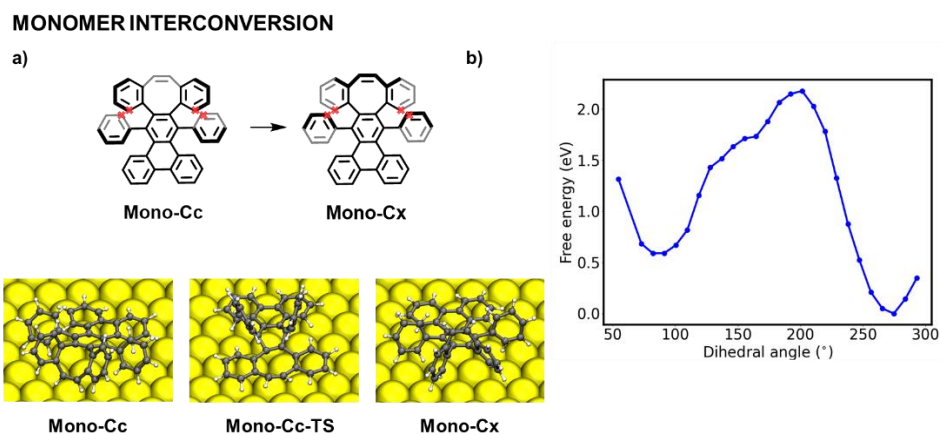 MONOMER INTERCONVERSION
a)
b)
Mono-Cc
Mono-Cx
Mono-Cc
Mono-Cc-TS
Mono-Cx
Free energy (eV)
2.0
1.5
1.0
0.5
0.0
50 100 150 200 250 300
Dihedral angle (°)